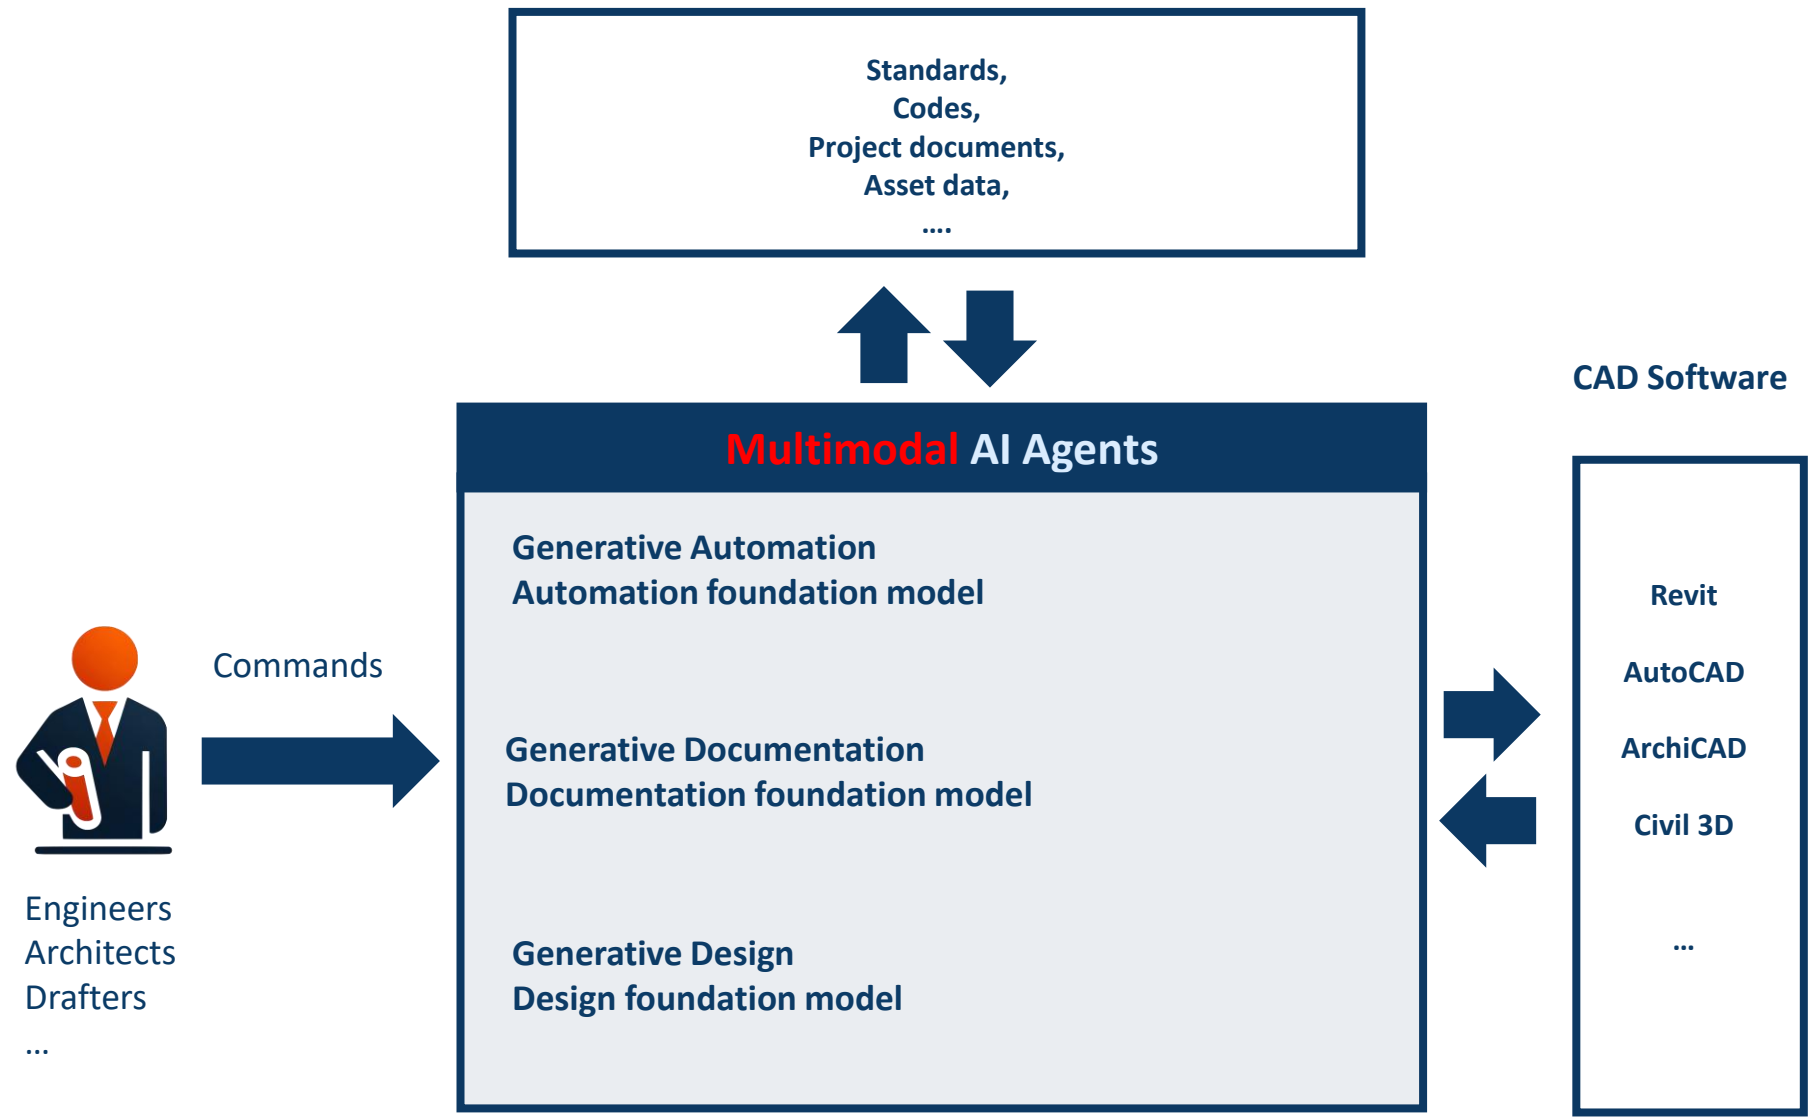 Standards,
Codes,
Project documents,
Asset data,
....
CAD Software
Multimodal AI Agents
Generative Automation
Automation foundation model
Generative Documentation
Documentation foundation model
Generative Design
Design foundation model
Commands
Engineers
Architects
Drafters
...
Revit
AutoCAD
ArchiCAD
Civil 3D
...